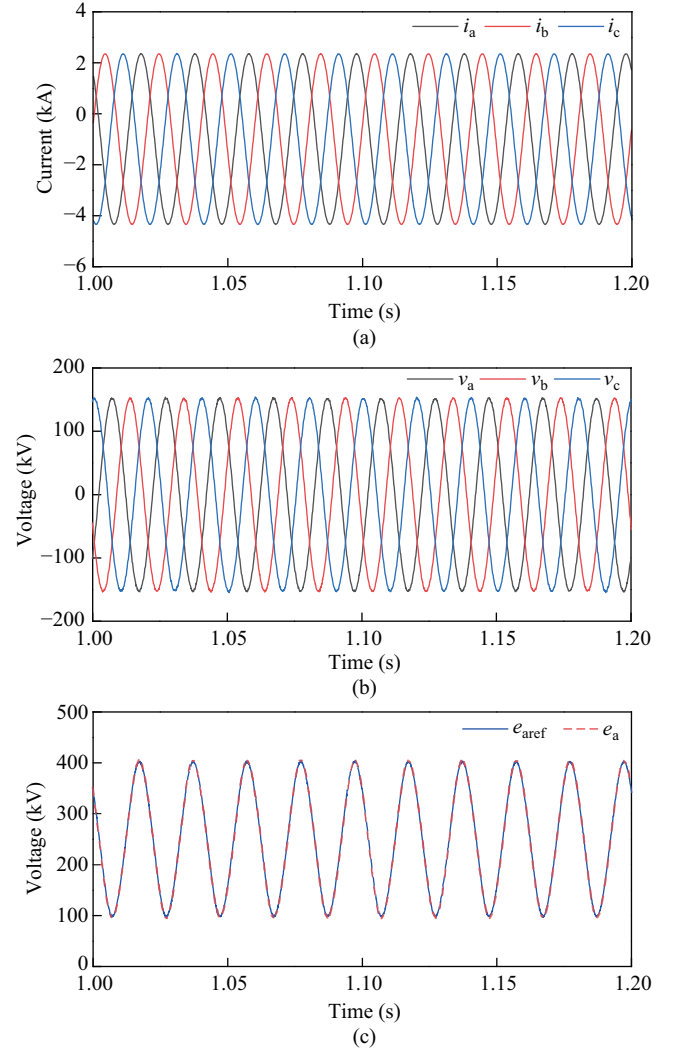 4
i_a i_b i_c
2
0
−2
−4
−6
Current (kA)
1.00 1.05 1.10 1.15 1.20
Time (s)
(a)
200
v_a v_b v_c
100
0
−100
−200
Voltage (kV)
1.00 1.05 1.10 1.15 1.20
Time (s)
(b)
500
e_aref e_a
400
300
200
100
0
Voltage (kV)
1.00 1.05 1.10 1.15 1.20
Time (s)
(c)